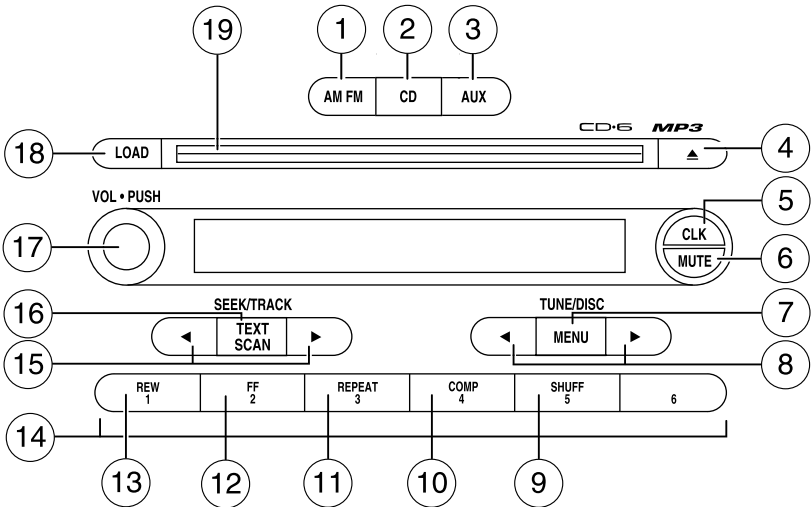 19 1 2 3
AM FM CD AUX
CD•6 MP3
18 LOAD 4
VOL • PUSH
5
CLK
17 MUTE 6
SEEK/TRACK TUNE/DISC
16 7
TEXT
SCAN MENU
15 8
REW FF REPEAT COMP SHUFF
1 2 3 4 5 6
14
13 12 11 10 9